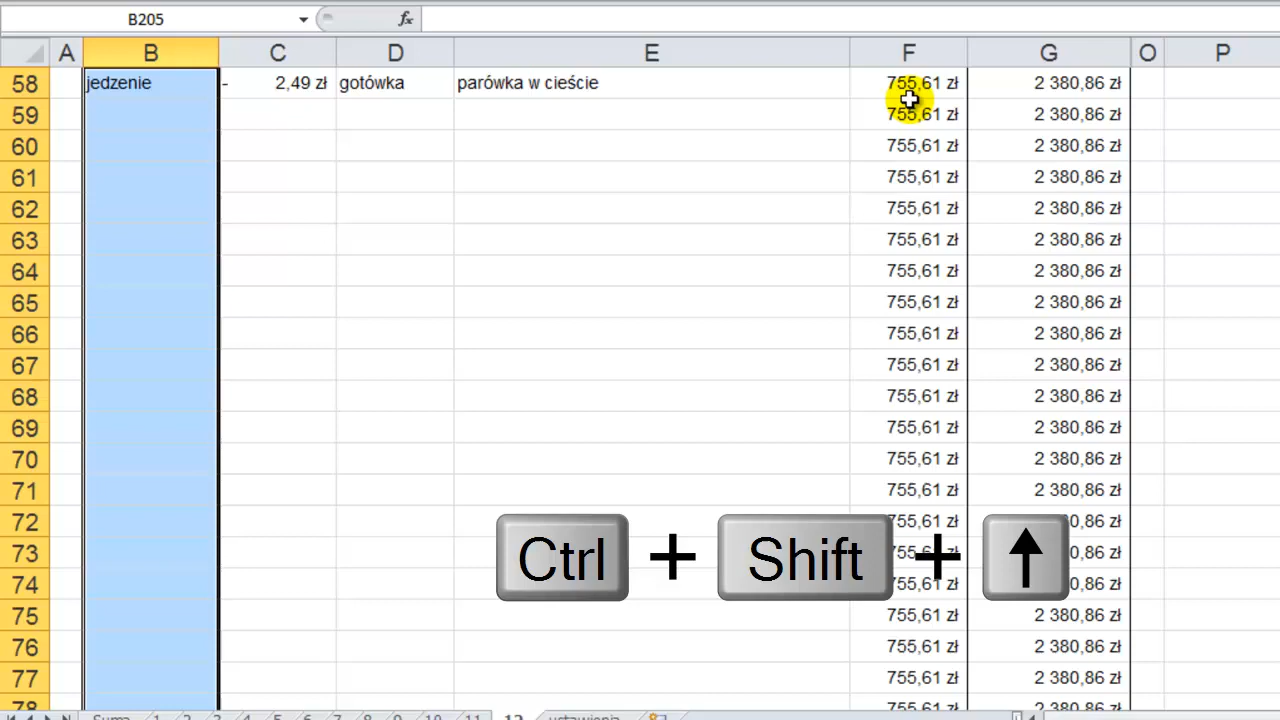 B205 fx
A B C D E F G O P
58 jedzenie - 2,49 zł gotówka parówka w cieście 755,61 zł 2 380,86 zł
59 755,61 zł 2 380,86 zł
60 755,61 zł 2 380,86 zł
61 755,61 zł 2 380,86 zł
62 755,61 zł 2 380,86 zł
63 755,61 zł 2 380,86 zł
64 755,61 zł 2 380,86 zł
65 755,61 zł 2 380,86 zł
66 755,61 zł 2 380,86 zł
67 755,61 zł 2 380,86 zł
68 755,61 zł 2 380,86 zł
69 755,61 zł 2 380,86 zł
70 755,61 zł 2 380,86 zł
71 755,61 zł 2 380,86 zł
72 755,61 zł 0,86 zł
73 755,61 zł 0,86 zł
74 755,61 zł 0,86 zł
Ctrl + Shift + ↑
75 755,61 zł 2 380,86 zł
76 755,61 zł 2 380,86 zł
77 755,61 zł 2 380,86 zł
78
Suma 1 2 3 4 6 7 8 9 10 11 12 ustawienia